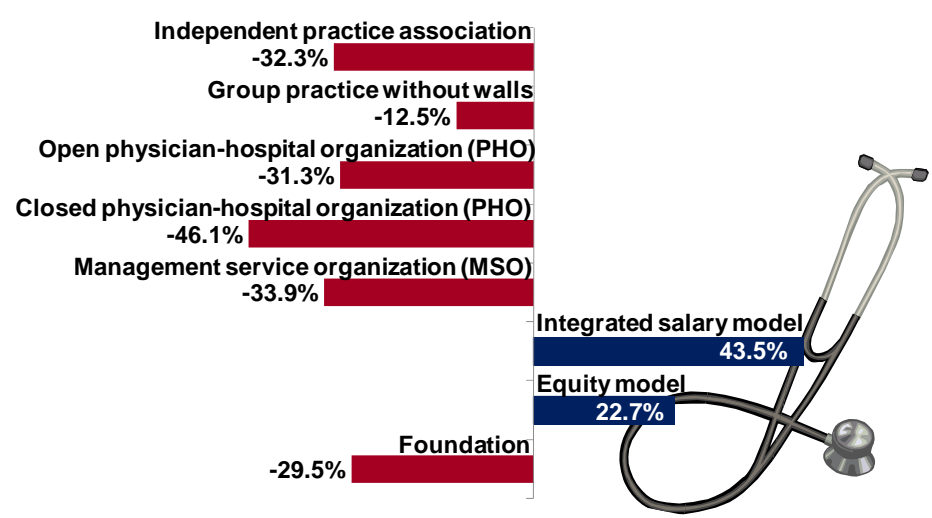 Independent practice association
-32.3%
Group practice without walls
-12.5%
Open physician-hospital organization (PHO)
-31.3%
Closed physician-hospital organization (PHO)
-46.1%
Management service organization (MSO)
-33.9%
Integrated salary model
43.5%
Equity model
22.7%
Foundation
-29.5%